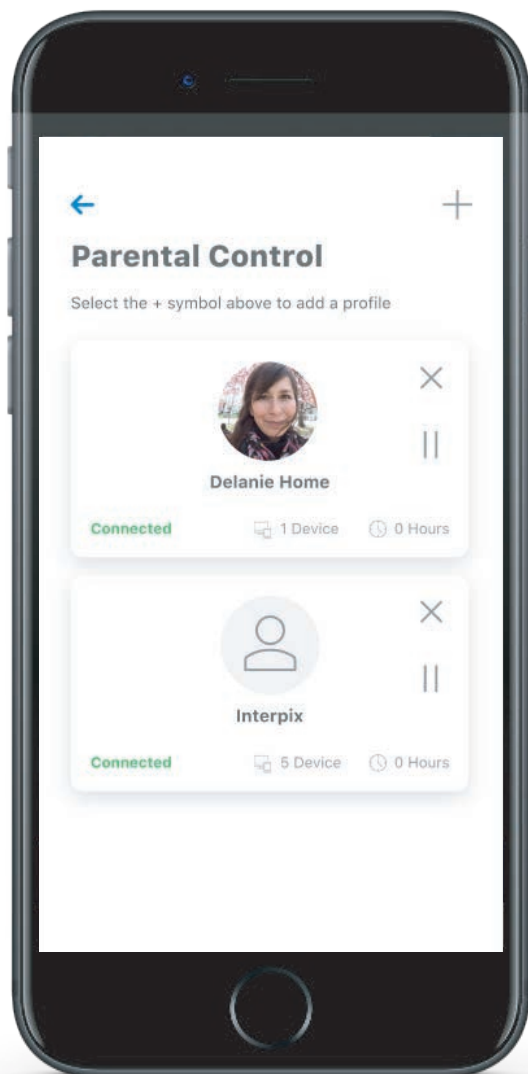 Parental Control
Select the + symbol above to add a profile
Delanie Home
Connected 1 Device 0 Hours
Interpix
Connected 5 Device 0 Hours